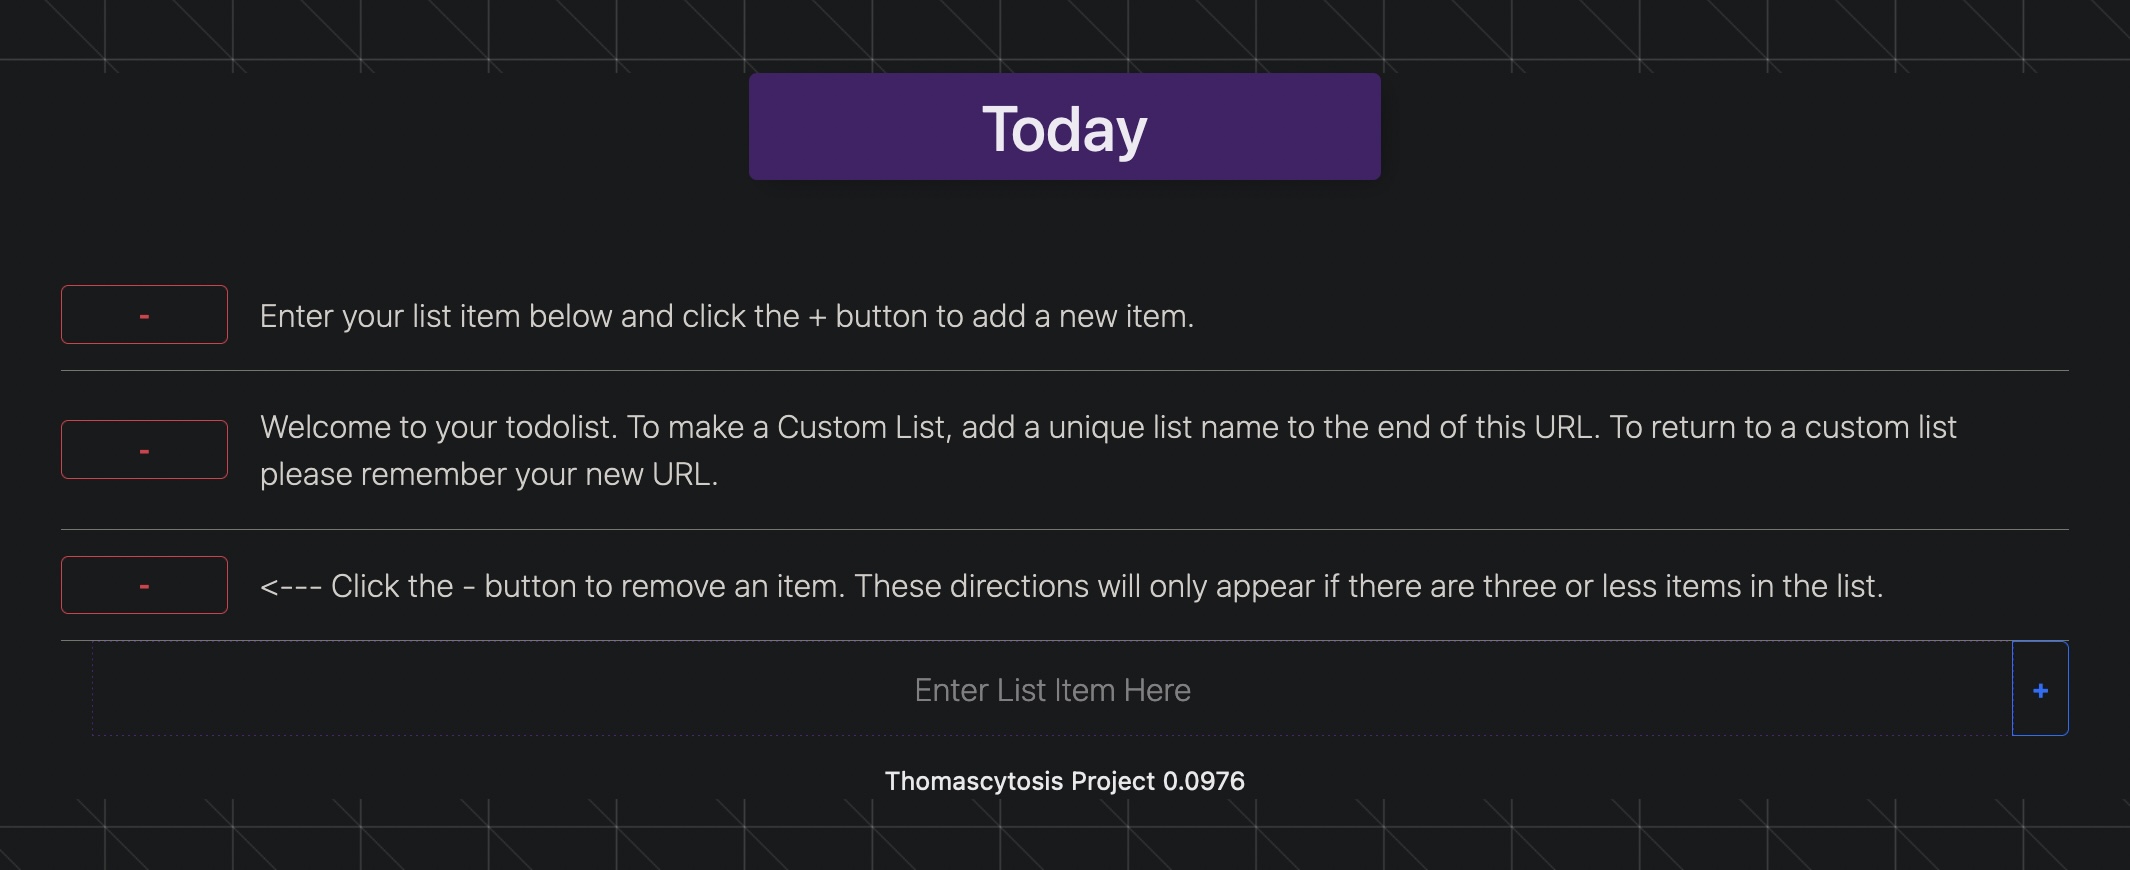 Today
- Enter your list item below and click the + button to add a new item.
- Welcome to your todolist. To make a Custom List, add a unique list name to the end of this URL. To return to a custom list
please remember your new URL.
- <--- Click the - button to remove an item. These directions will only appear if there are three or less items in the list.
Enter List Item Here +
Thomascytosis Project 0.0976